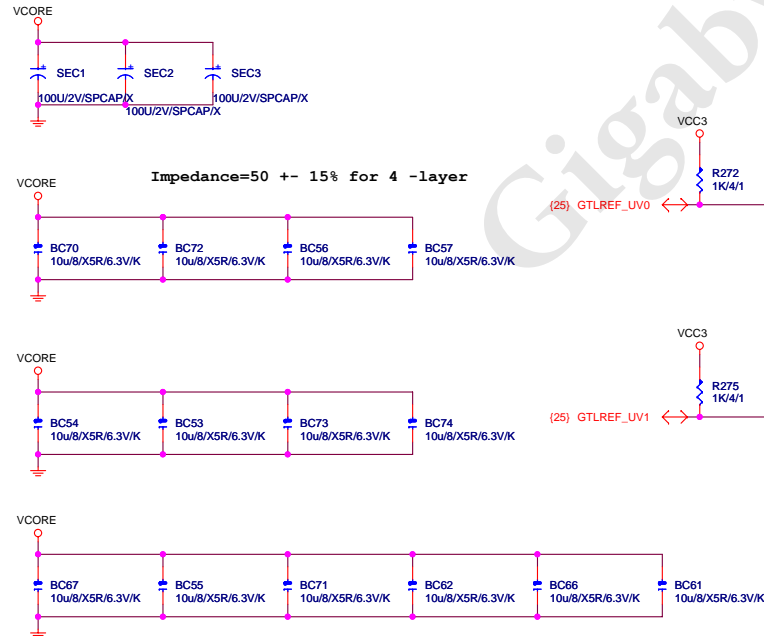 VCORE
SEC1
SEC2
SEC3
100U/2V/SPCAP/X
100U/2V/SPCAP/X
100U/2V/SPCAP/X
Gigab
VCC3
R272
1K/4/1
{25} GTLREF_UV0
Impedance=50 +- 15% for 4 -layer
VCORE
BC70
10u/8/X5R/6.3V/K
BC72
10u/8/X5R/6.3V/K
BC56
10u/8/X5R/6.3V/K
BC57
10u/8/X5R/6.3V/K
VCC3
R275
1K/4/1
{25} GTLREF_UV1
VCORE
BC54
10u/8/X5R/6.3V/K
BC53
10u/8/X5R/6.3V/K
BC73
10u/8/X5R/6.3V/K
BC74
10u/8/X5R/6.3V/K
VCORE
BC67
10u/8/X5R/6.3V/K
BC55
10u/8/X5R/6.3V/K
BC71
10u/8/X5R/6.3V/K
BC62
10u/8/X5R/6.3V/K
BC66
10u/8/X5R/6.3V/K
BC61
10u/8/X5R/6.3V/K